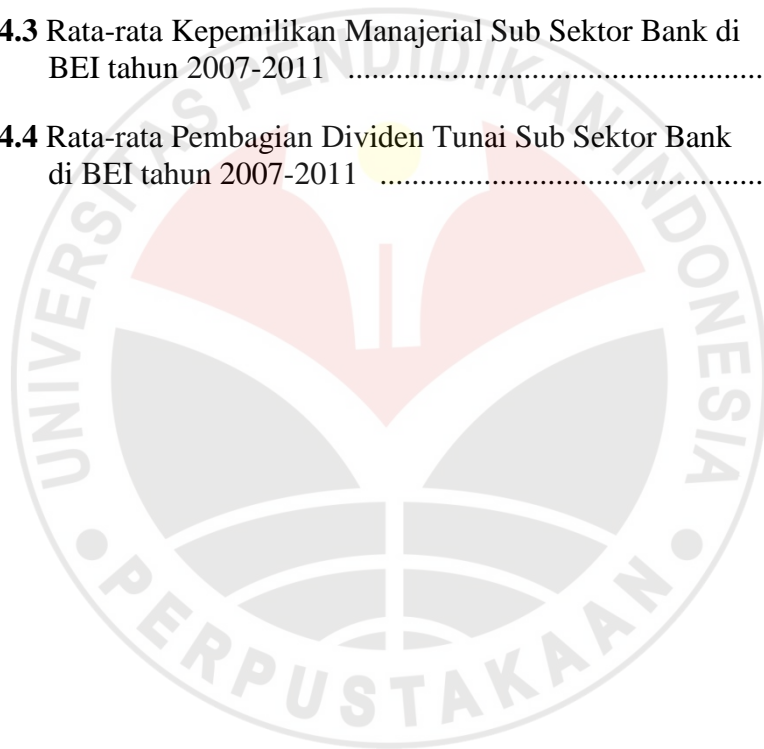 4.3 Rata-rata Kepemilikan Manajerial Sub Sektor Bank di
BEI tahun 2007-2011 ..................................................
4.4 Rata-rata Pembagian Dividen Tunai Sub Sektor Bank
di BEI tahun 2007-2011 ..............................................
UNIVERSITAS PENDIDIKAN INDONESIA
PERPUSTAKAAN